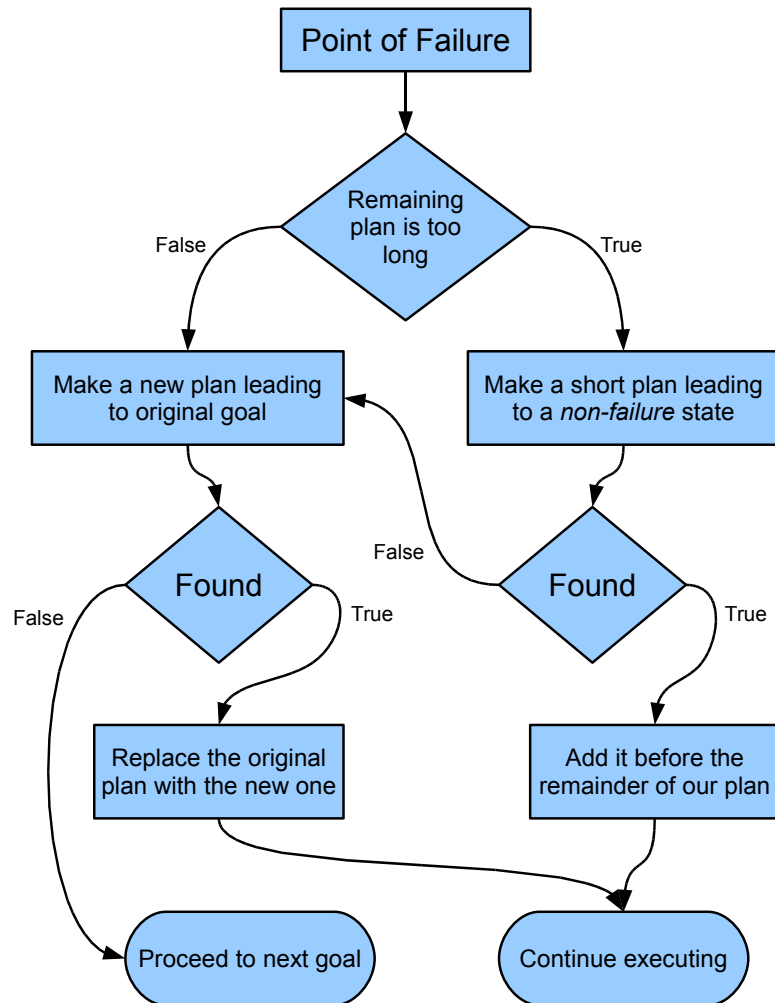 Point of Failure
Remaining
plan is too
long
False
True
Make a new plan leading
to original goal
Make a short plan leading
to a non-failure state
False
Found
Found
False
True
True
Replace the original
plan with the new one
Add it before the
remainder of our plan
Proceed to next goal
Continue executing